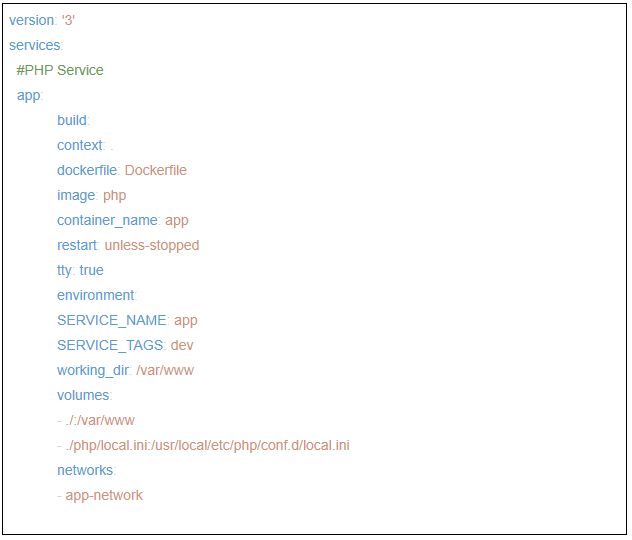 version: '3'
services:
#PHP Service
app:
build:
context: .
dockerfile: Dockerfile
image: php
container_name: app
restart: unless-stopped
tty: true
environment:
SERVICE_NAME: app
SERVICE_TAGS: dev
working_dir: /var/www
volumes:
- ./:/var/www
- ./php/local.ini:/usr/local/etc/php/conf.d/local.ini
networks:
- app-network